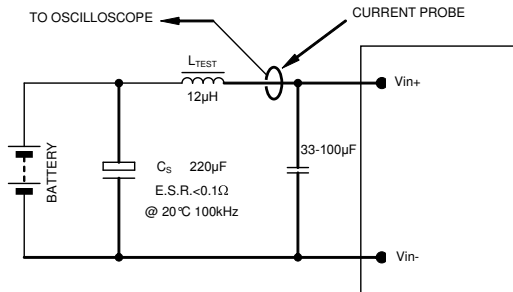 TO OSCILLOSCOPE
CURRENT PROBE
LTEST
12µH
Vin+
BATTERY
CS 220µF
E.S.R.<0.1Ω
@ 20°C 100kHz
33-100µF
Vin-